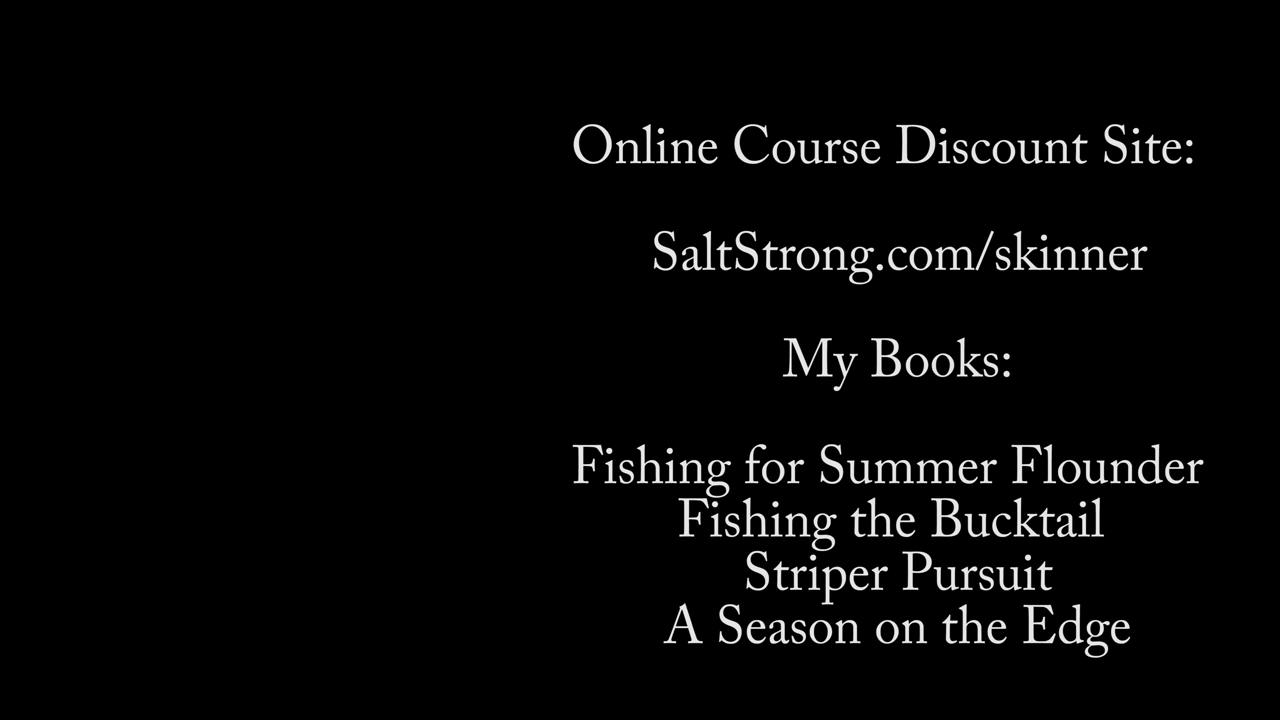 Online Course Discount Site:
SaltStrong.com/skinner
My Books:
Fishing for Summer Flounder
Fishing the Bucktail
Striper Pursuit
A Season on the Edge